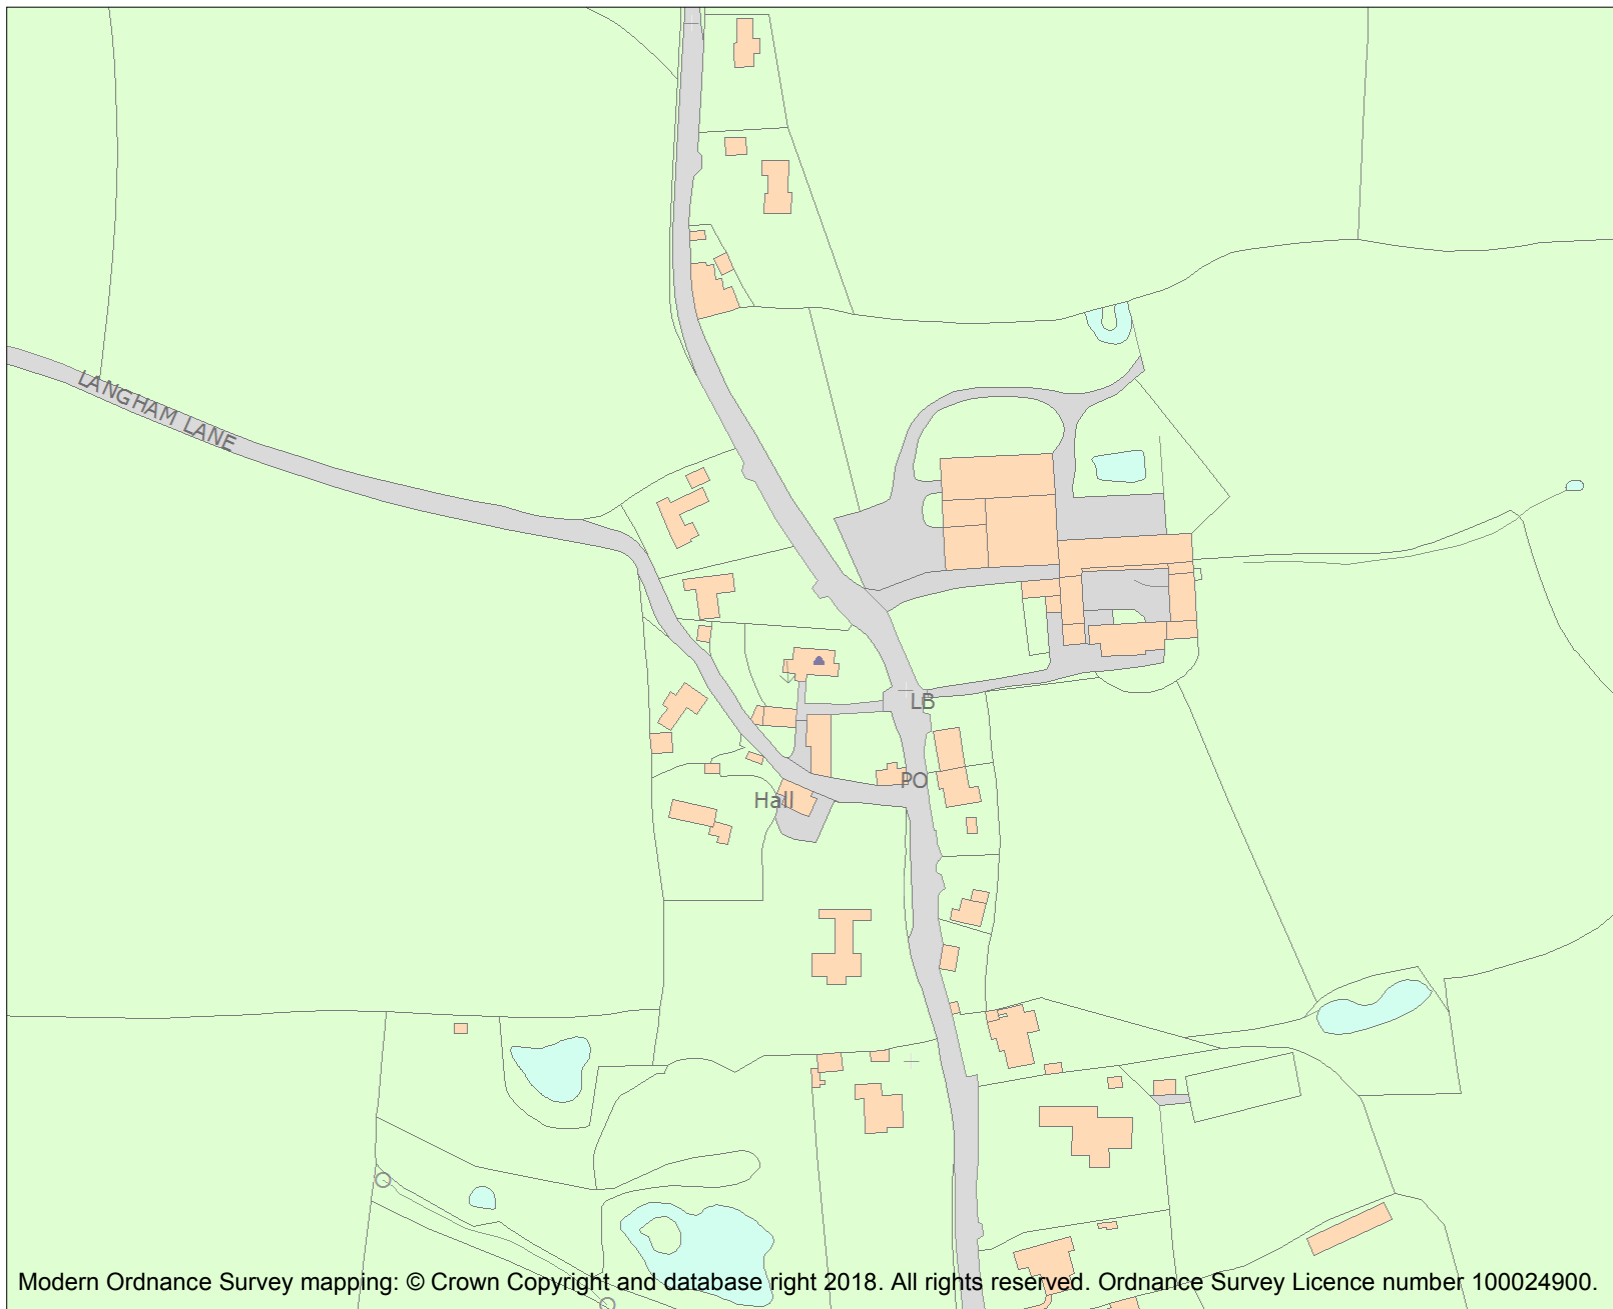 LANGHAM LANE
LB
PO
Hall
Modern Ordnance Survey mapping: © Crown Copyright and database right 2018. All rights reserved. Ordnance Survey Licence number 100024900.